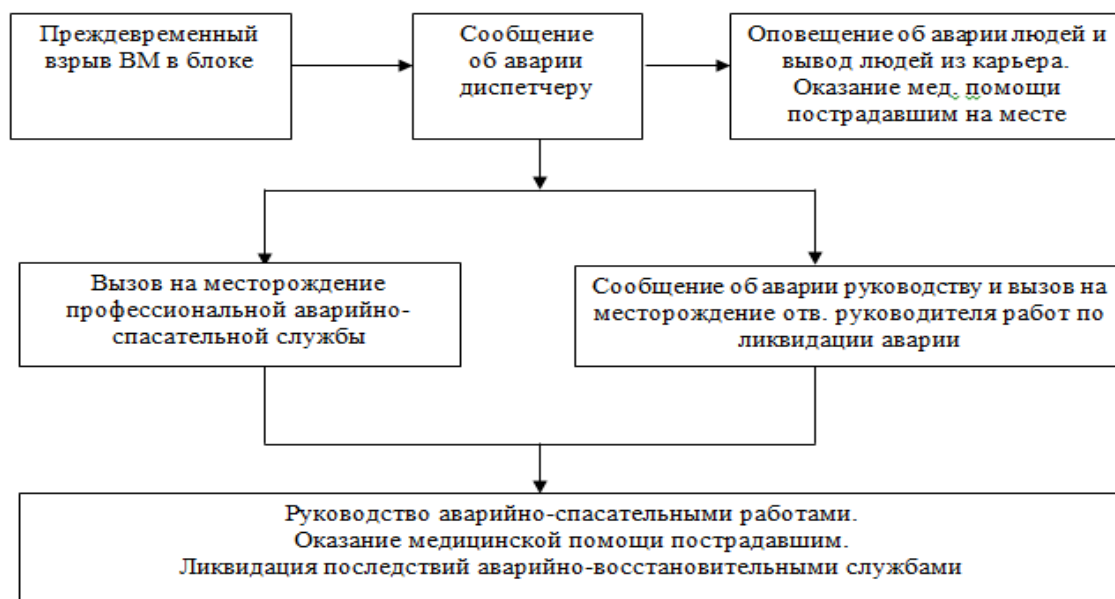 Преждевременный
взрыв ВМ в блоке
Сообщение
об аварии
диспетчеру
Оповещение об аварии людей и
вывод людей из карьера.
Оказание мед. помощи
пострадавшим на месте
Вызов на месторождение
профессиональной аварийно-
спасательной службы
Сообщение об аварии руководству и вызов на
месторождение отв. руководителя работ по
ликвидации аварии
Руководство аварийно-спасательными работами.
Оказание медицинской помощи пострадавшим.
Ликвидация последствий аварийно-восстановительными службами